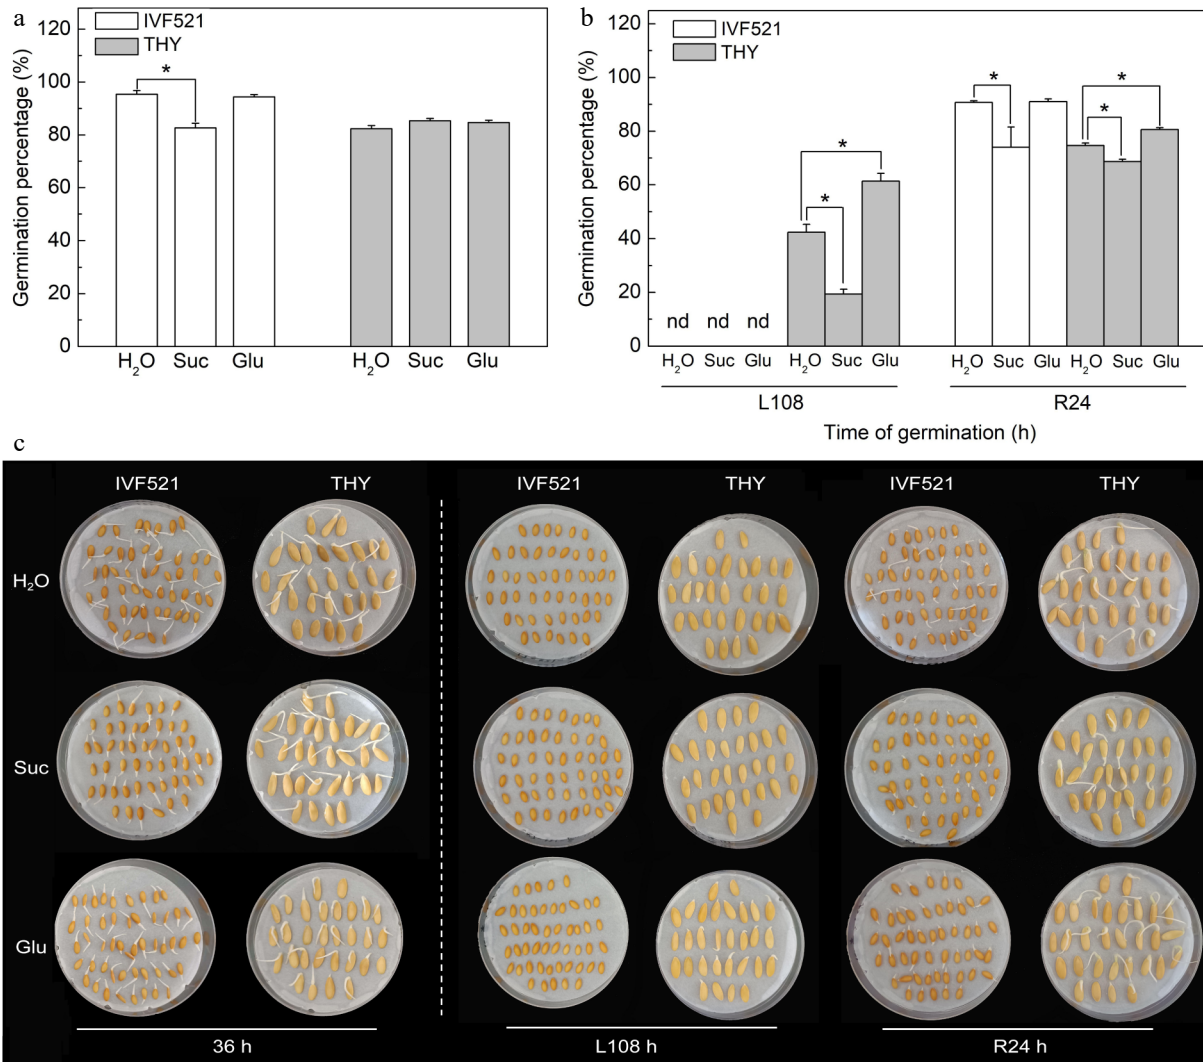 a
120
100
80
60
40
20
0
Germination percentage (%)
IVF521
THY
*
H₂O Suc Glu H₂O Suc Glu
b
120
100
80
60
40
20
0
Germination percentage (%)
IVF521
THY
* * * * *
nd nd nd
H₂O Suc Glu H₂O Suc Glu H₂O Suc Glu H₂O Suc Glu
L108 R24
Time of germination (h)
c
IVF521 THY IVF521 THY IVF521 THY
H₂O
Suc
Glu
36 h L108 h R24 h